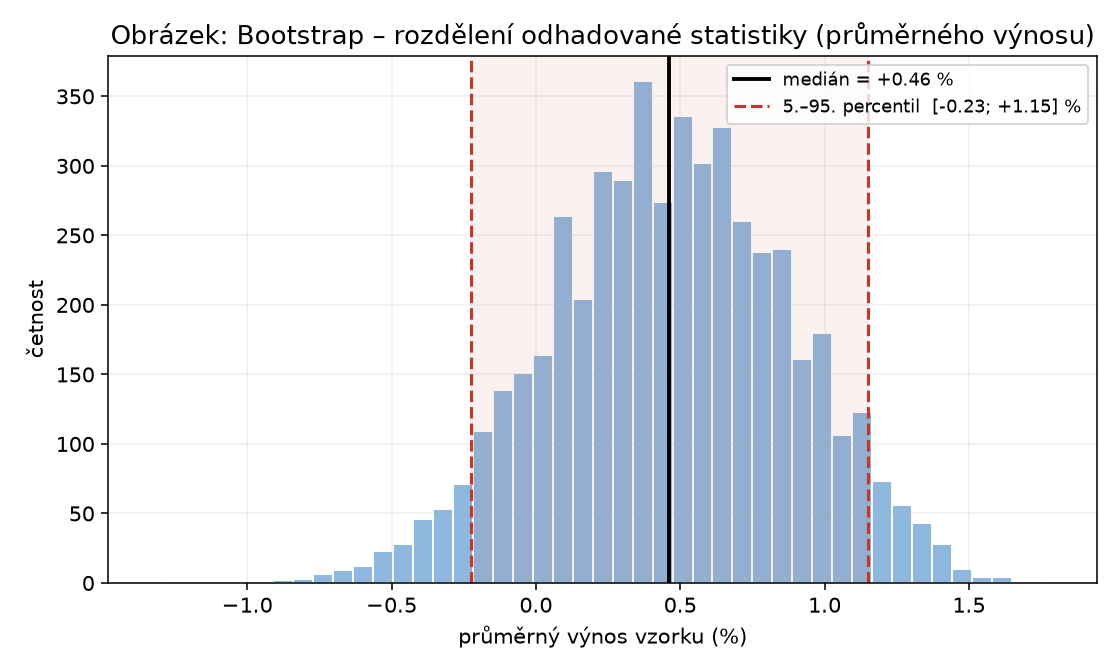 Obrázek: Bootstrap – rozdělení odhadované statistiky (průměrného výnosu)
medián = +0.46 %
5.–95. percentil  [-0.23; +1.15] %
četnost
350
300
250
200
150
100
50
0
−1.0
−0.5
0.0
0.5
1.0
1.5
průměrný výnos vzorku (%)